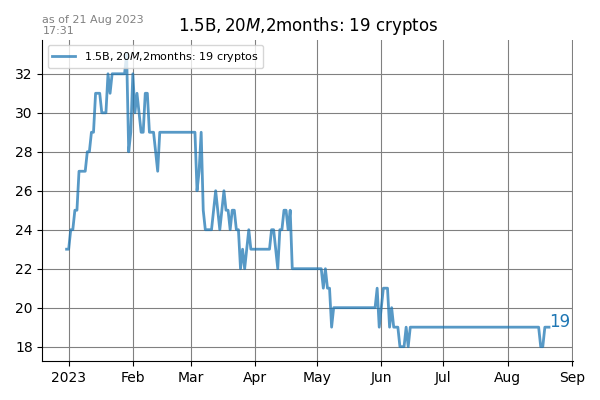 as of 21 Aug 2023
17:31
1.5B, 20M,2months: 19 cryptos
1.5B, 20M,2months: 19 cryptos
32
30
28
26
24
22
20
18
19
2023 Feb Mar Apr May Jun Jul Aug Sep